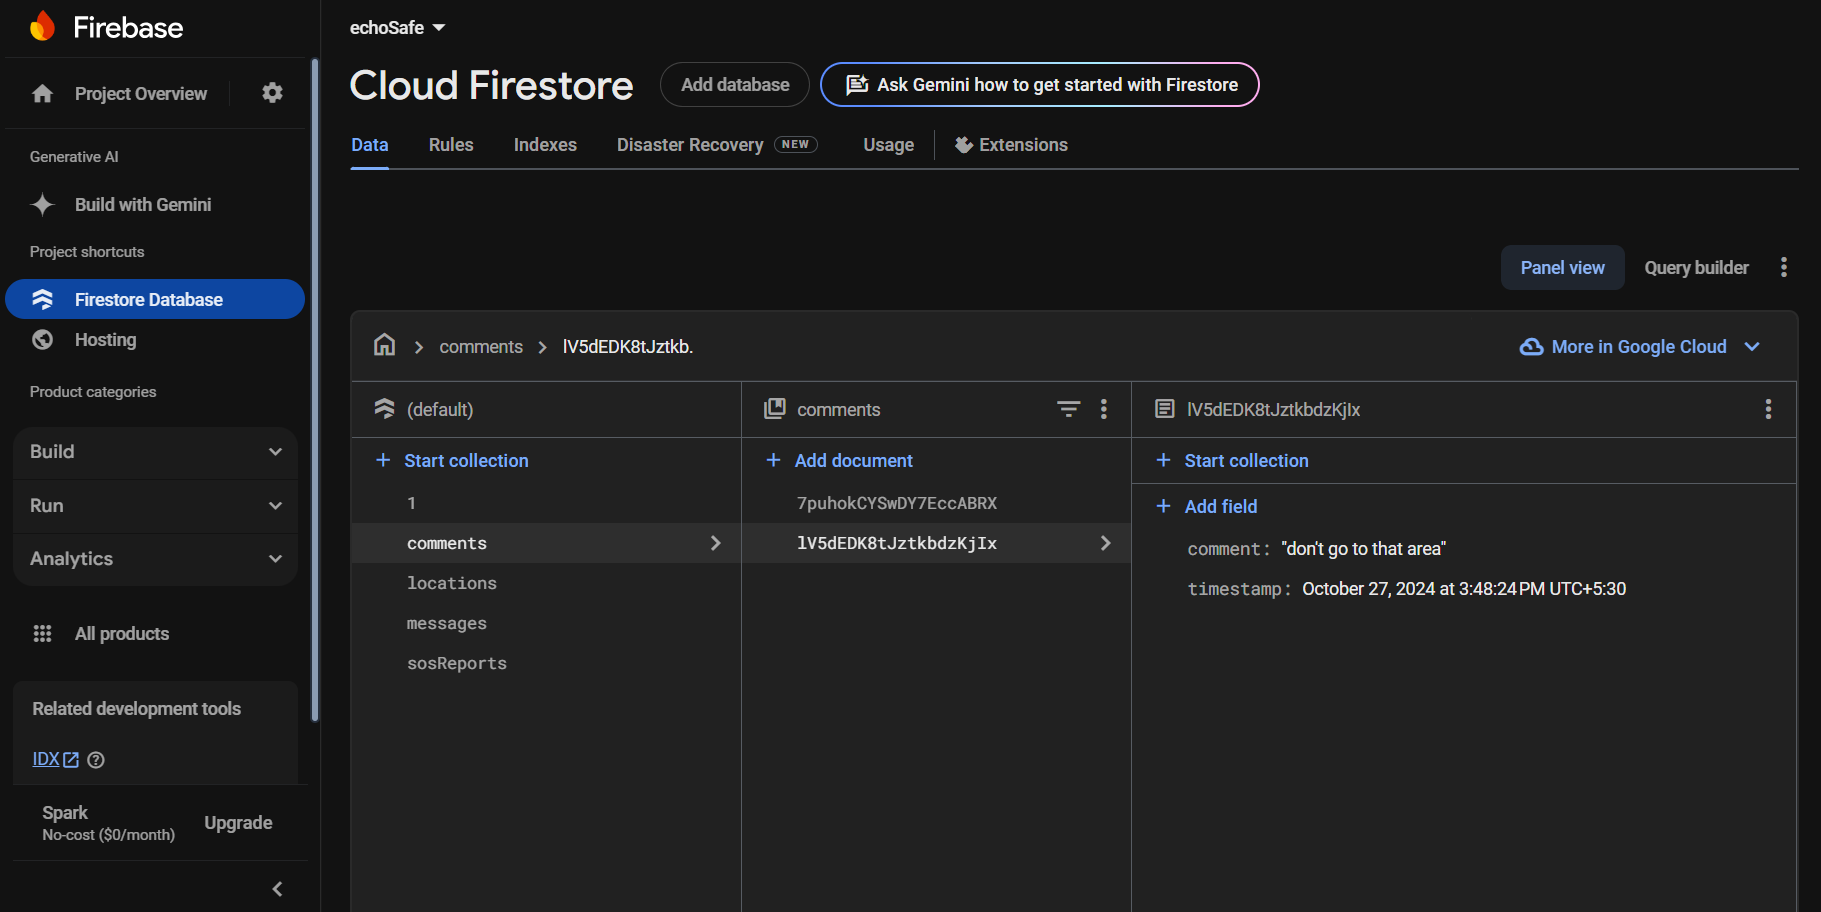 Firebase
Project Overview
Generative AI
Build with Gemini
Project shortcuts
Firestore Database
Hosting
Product categories
Build
Run
Analytics
All products
Related development tools
IDX
Spark
No-cost ($0/month)
Upgrade
echoSafe
Cloud Firestore
Add database
Ask Gemini how to get started with Firestore
Data
Rules
Indexes
Disaster Recovery NEW
Usage
Extensions
Panel view
Query builder
comments
lV5dEDK8tJztkb.
More in Google Cloud
(default)
+ Start collection
1
comments
locations
messages
sosReports
comments
+ Add document
7puhokCYSwDY7EccABRX
lV5dEDK8tJztkbdzKjIx
lV5dEDK8tJztkbdzKjIx
+ Start collection
+ Add field
comment: "don't go to that area"
timestamp: October 27, 2024 at 3:48:24 PM UTC+5:30